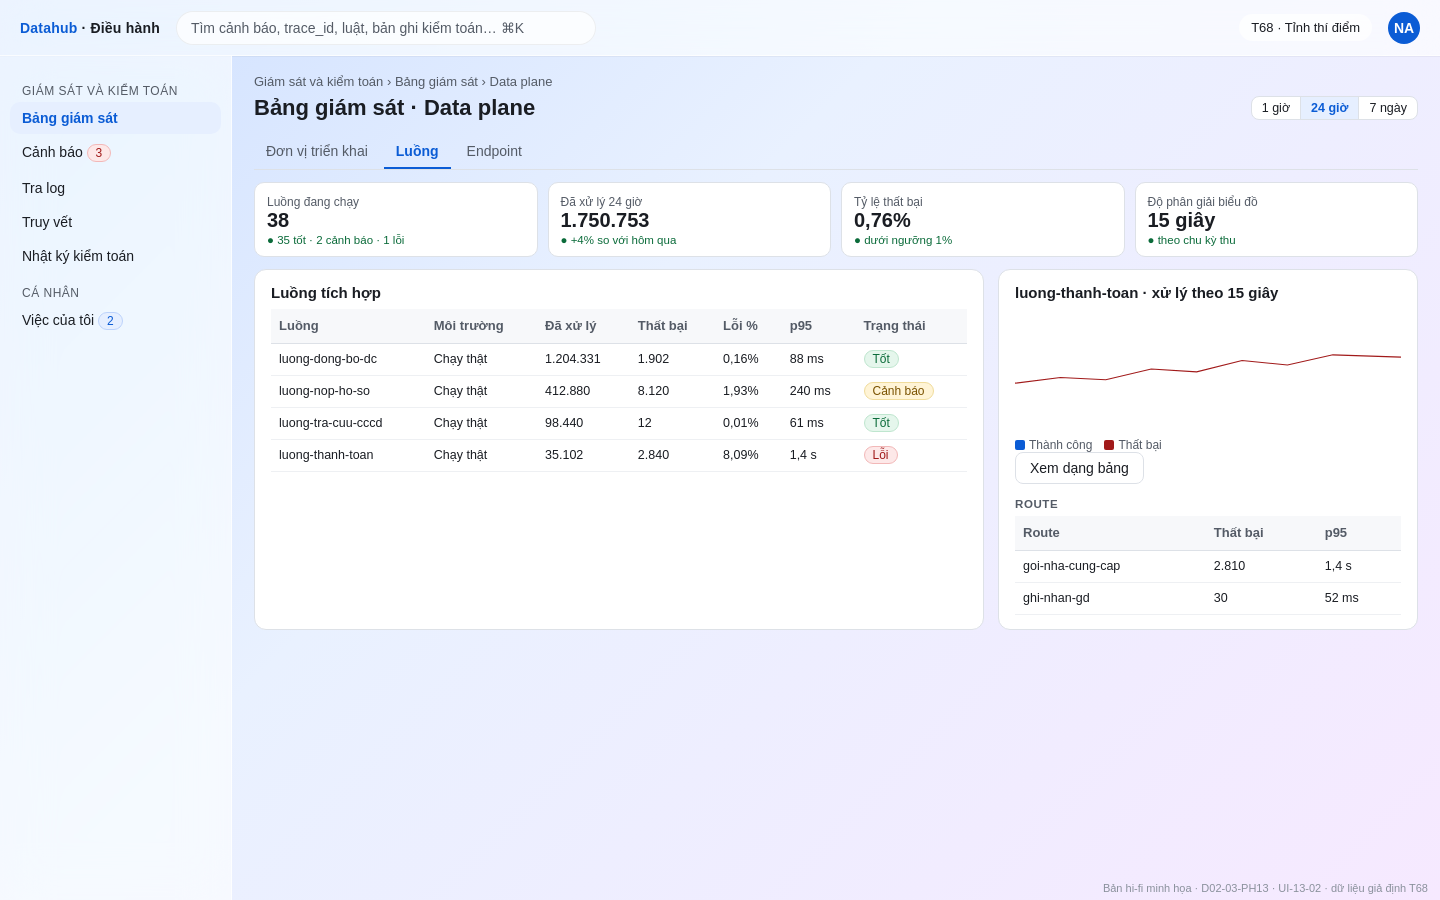 Datahub · Điều hành
Tìm cảnh báo, trace_id, luật, bản ghi kiểm toán… ⌘K
T68 · Tỉnh thí điểm
NA
GIÁM SÁT VÀ KIỂM TOÁN
Bảng giám sát
Cảnh báo 3
Tra log
Truy vết
Nhật ký kiểm toán
CÁ NHÂN
Việc của tôi 2
Giám sát và kiểm toán › Bảng giám sát › Data plane
Bảng giám sát · Data plane
1 giờ 24 giờ 7 ngày
Đơn vị triển khai Luồng Endpoint
Luồng đang chạy
38
● 35 tốt · 2 cảnh báo · 1 lỗi
Đã xử lý 24 giờ
1.750.753
● +4% so với hôm qua
Tỷ lệ thất bại
0,76%
● dưới ngưỡng 1%
Độ phân giải biểu đồ
15 giây
● theo chu kỳ thu
Luồng tích hợp
Luồng Môi trường Đã xử lý Thất bại Lỗi % p95 Trạng thái
luong-dong-bo-dc Chạy thật 1.204.331 1.902 0,16% 88 ms Tốt
luong-nop-ho-so Chạy thật 412.880 8.120 1,93% 240 ms Cảnh báo
luong-tra-cuu-cccd Chạy thật 98.440 12 0,01% 61 ms Tốt
luong-thanh-toan Chạy thật 35.102 2.840 8,09% 1,4 s Lỗi
luong-thanh-toan · xử lý theo 15 giây
Thành công Thất bại
Xem dạng bảng
ROUTE
Route Thất bại p95
goi-nha-cung-cap 2.810 1,4 s
ghi-nhan-gd 30 52 ms
Bản hi-fi minh họa · D02-03-PH13 · UI-13-02 · dữ liệu giả định T68